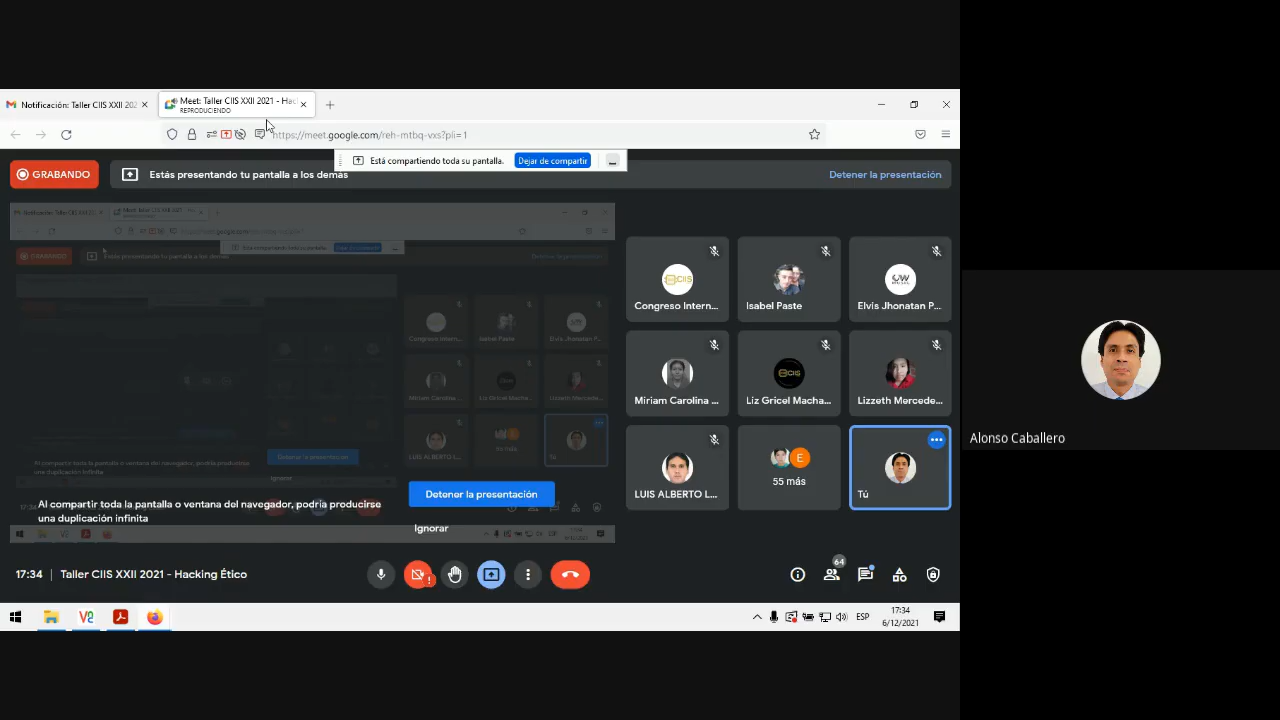 Notificación: Taller CIIS XXII 202
Meet: Taller CIIS XXII 2021 - Hac
REPRODUCIENDO
https://meet.google.com/reh-mtbq-vxs?pli=1
Está compartiendo toda su pantalla.
Dejar de compartir
GRABANDO
Estás presentando tu pantalla a los demás
Detener la presentación
Congreso Intern...
Isabel Paste
Elvis Jhonatan P...
Miriam Carolina ...
Liz Gricel Macha...
Lizzeth Mercede...
LUIS ALBERTO L...
E
55 más
Tú
Alonso Caballero
Al compartir toda la pantalla o ventana del navegador, podría producirse
una duplicación infinita
Detener la presentación
Ignorar
17:34 | Taller CIIS XXII 2021 - Hacking Ético
64
ESP
17:34
6/12/2021